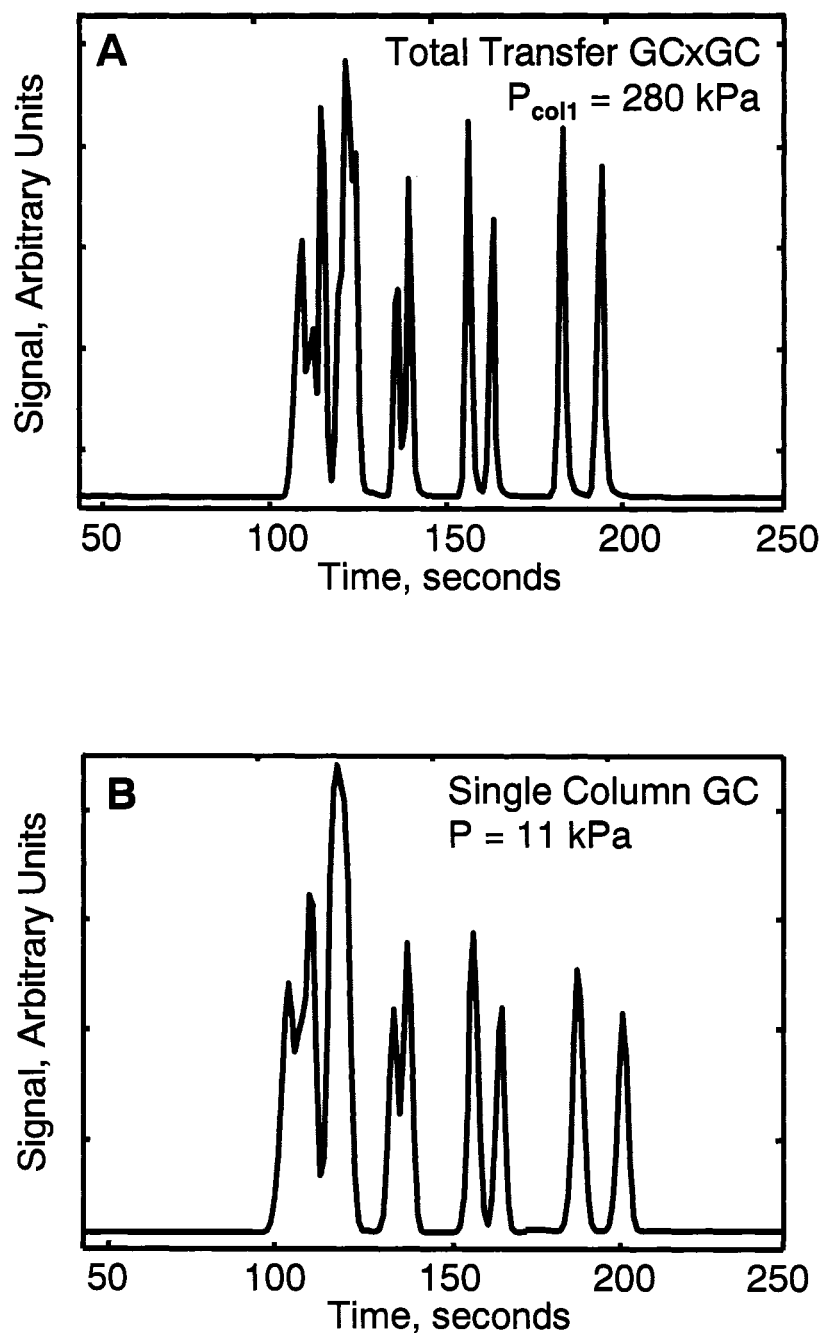 A
Total Transfer GCxGC
Pcol1 = 280 kPa
Signal, Arbitrary Units
50 100 150 200 250
Time, seconds
B
Single Column GC
P = 11 kPa
Signal, Arbitrary Units
50 100 150 200 250
Time, seconds